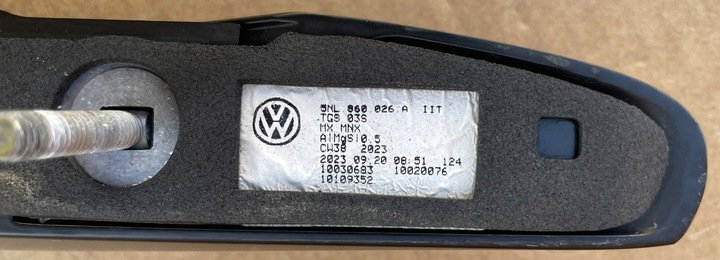 5NL 860 026 A IIT
TGS 03S
MX MNX
AlMgSi0.5
CW38 2023
2023 09.20 08:51 124
10030683 10020076
10109352